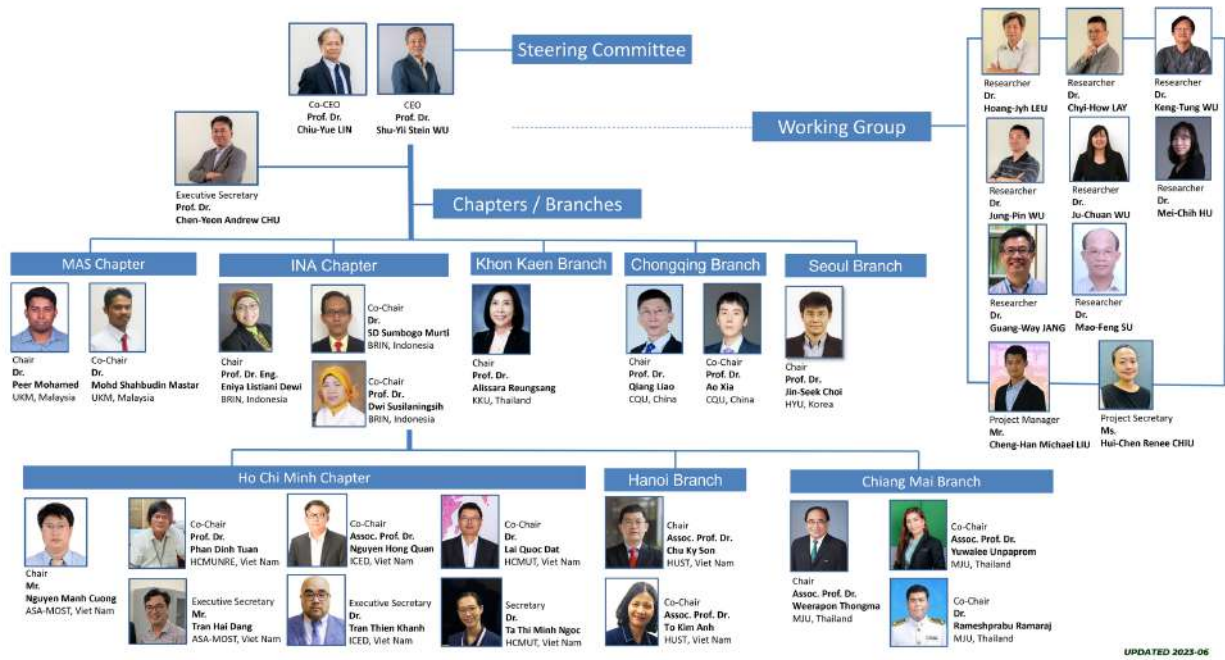 Steering Committee
Co-CEO
Prof. Dr.
Chiu-Yue LIN
CEO
Prof. Dr.
Shu-Yii Stein WU
Working Group
Executive Secretary
Prof. Dr.
Chen-Yeon Andrew CHU
Researcher
Dr.
Hoang-Jyh LEU
Researcher
Dr.
Chyi-How LAY
Researcher
Dr.
Keng-Tung WU
Researcher
Dr.
Jung-Pin WU
Researcher
Dr.
Ju-Chuan WU
Researcher
Dr.
Mei-Chih HU
Researcher
Dr.
Guang-Way JANG
Researcher
Dr.
Mao-Feng SU
Project Manager
Mr.
Cheng-Han Michael LIU
Project Secretary
Ms.
Hui-Chen Renee CHIU
Chapters / Branches
MAS Chapter
Chair
Dr.
Peer Mohamed
UKM, Malaysia
Co-Chair
Dr.
Mohd Shahbudin Mastar
UKM, Malaysia
INA Chapter
Chair
Prof. Dr. Eng.
Eniya Listiani Dewi
BRIN, Indonesia
Co-Chair
Dr.
SD Sumbogo Murti
BRIN, Indonesia
Co-Chair
Prof. Dr.
Dwi Susilaningsih
BRIN, Indonesia
Khon Kaen Branch
Chair
Prof. Dr.
Alissara Reungsang
KKU, Thailand
Chongqing Branch
Chair
Prof. Dr.
Qiang Liao
CQU, China
Co-Chair
Prof. Dr.
Ao Xia
CQU, China
Seoul Branch
Chair
Prof. Dr.
Jin-Seek Choi
HYU, Korea
Ho Chi Minh Chapter
Chair
Mr.
Nguyen Manh Cuong
ASA-MOST, Viet Nam
Co-Chair
Prof. Dr.
Phan Dinh Tuan
HCMUNRE, Viet Nam
Co-Chair
Assoc. Prof. Dr.
Nguyen Hong Quan
ICED, Viet Nam
Co-Chair
Dr.
Lai Quoc Dat
HCMUT, Viet Nam
Executive Secretary
Mr.
Tran Hai Dang
ASA-MOST, Viet Nam
Executive Secretary
Dr.
Tran Thien Khanh
ICED, Viet Nam
Secretary
Dr.
Ta Thi Minh Ngoc
HCMUT, Viet Nam
Hanoi Branch
Chair
Assoc. Prof. Dr.
Chu Ky Son
HUST, Viet Nam
Co-Chair
Assoc. Prof. Dr.
To Kim Anh
HUST, Viet Nam
Chiang Mai Branch
Chair
Assoc. Prof. Dr.
Weerapon Thongma
MJU, Thailand
Co-Chair
Assoc. Prof. Dr.
Yuwalee Unpaprom
MJU, Thailand
Co-Chair
Dr.
Rameshprabu Ramaraj
MJU, Thailand
UPDATED 2023-06